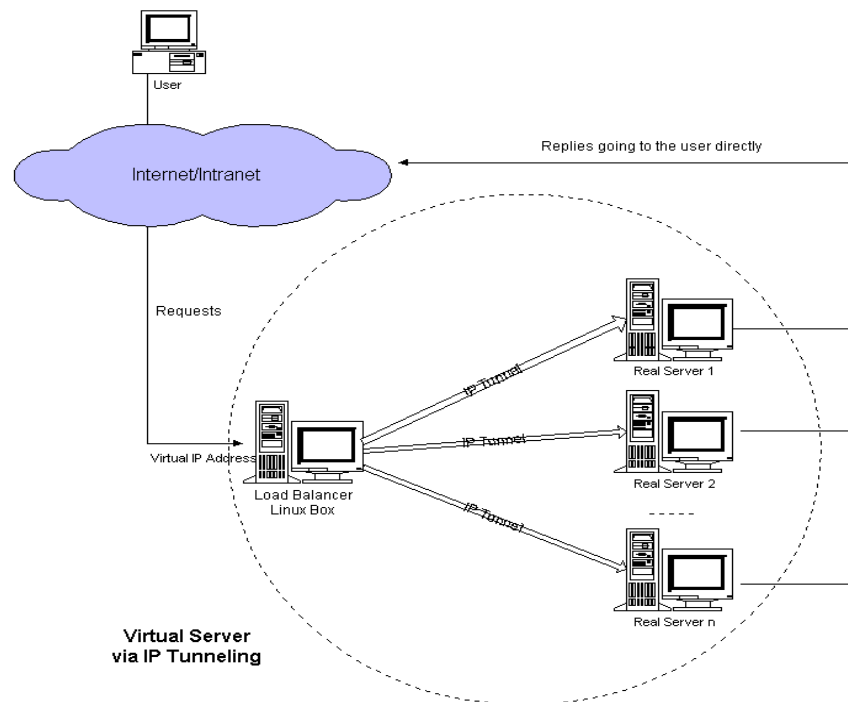 User
Internet/Intranet
Replies going to the user directly
Requests
IP Tunnel
Real Server 1
IP Tunnel
Virtual IP Address
Real Server 2
Load Balancer
Linux Box
IP Tunnel
Real Server n
Virtual Server
via IP Tunneling